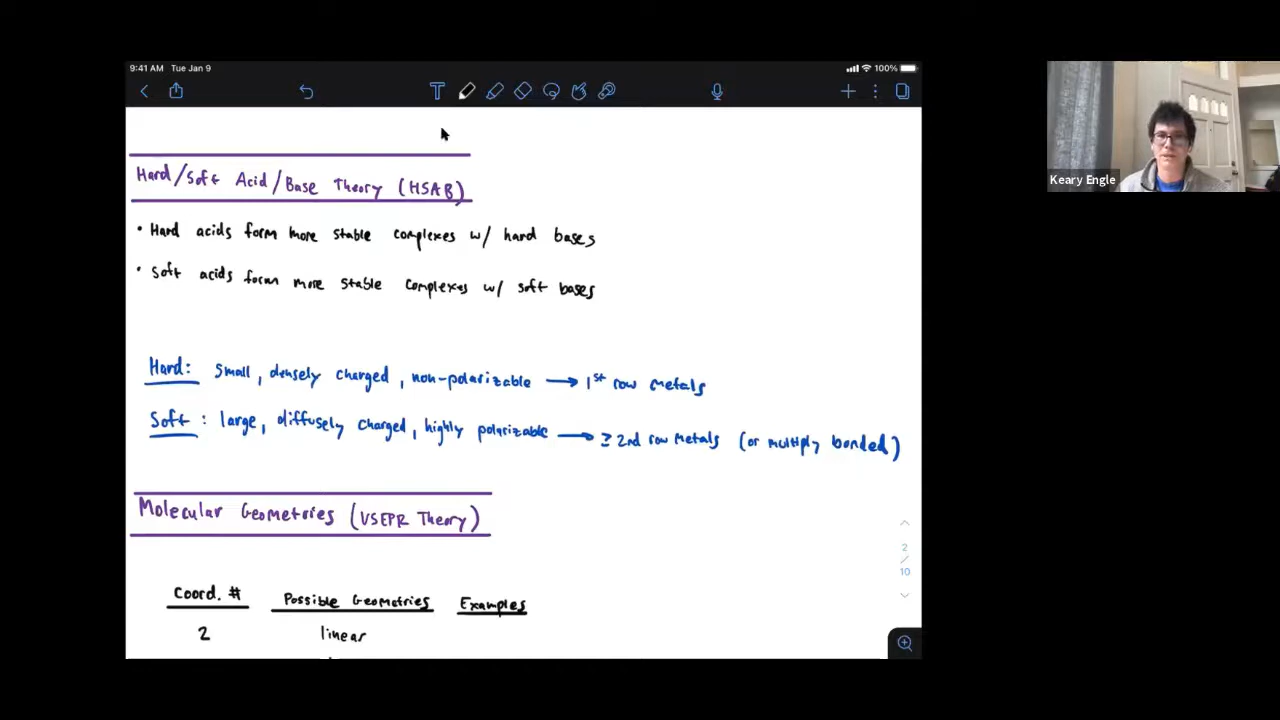 9:41 AM Tue Jan 9
100%
Hard/Soft Acid/Base Theory (HSAB)
• Hard acids form more stable complexes w/ hard bases
• Soft acids form more stable complexes w/ soft bases
Hard: small, densely charged, non-polarizable → 1st row metals
Soft: large, diffusely charged, highly polarizable → ≥ 2nd row metals (or multiply bonded)
Molecular Geometries (VSEPR Theory)
Coord. # Possible Geometries Examples
2 linear
2
/
10
Keary Engle